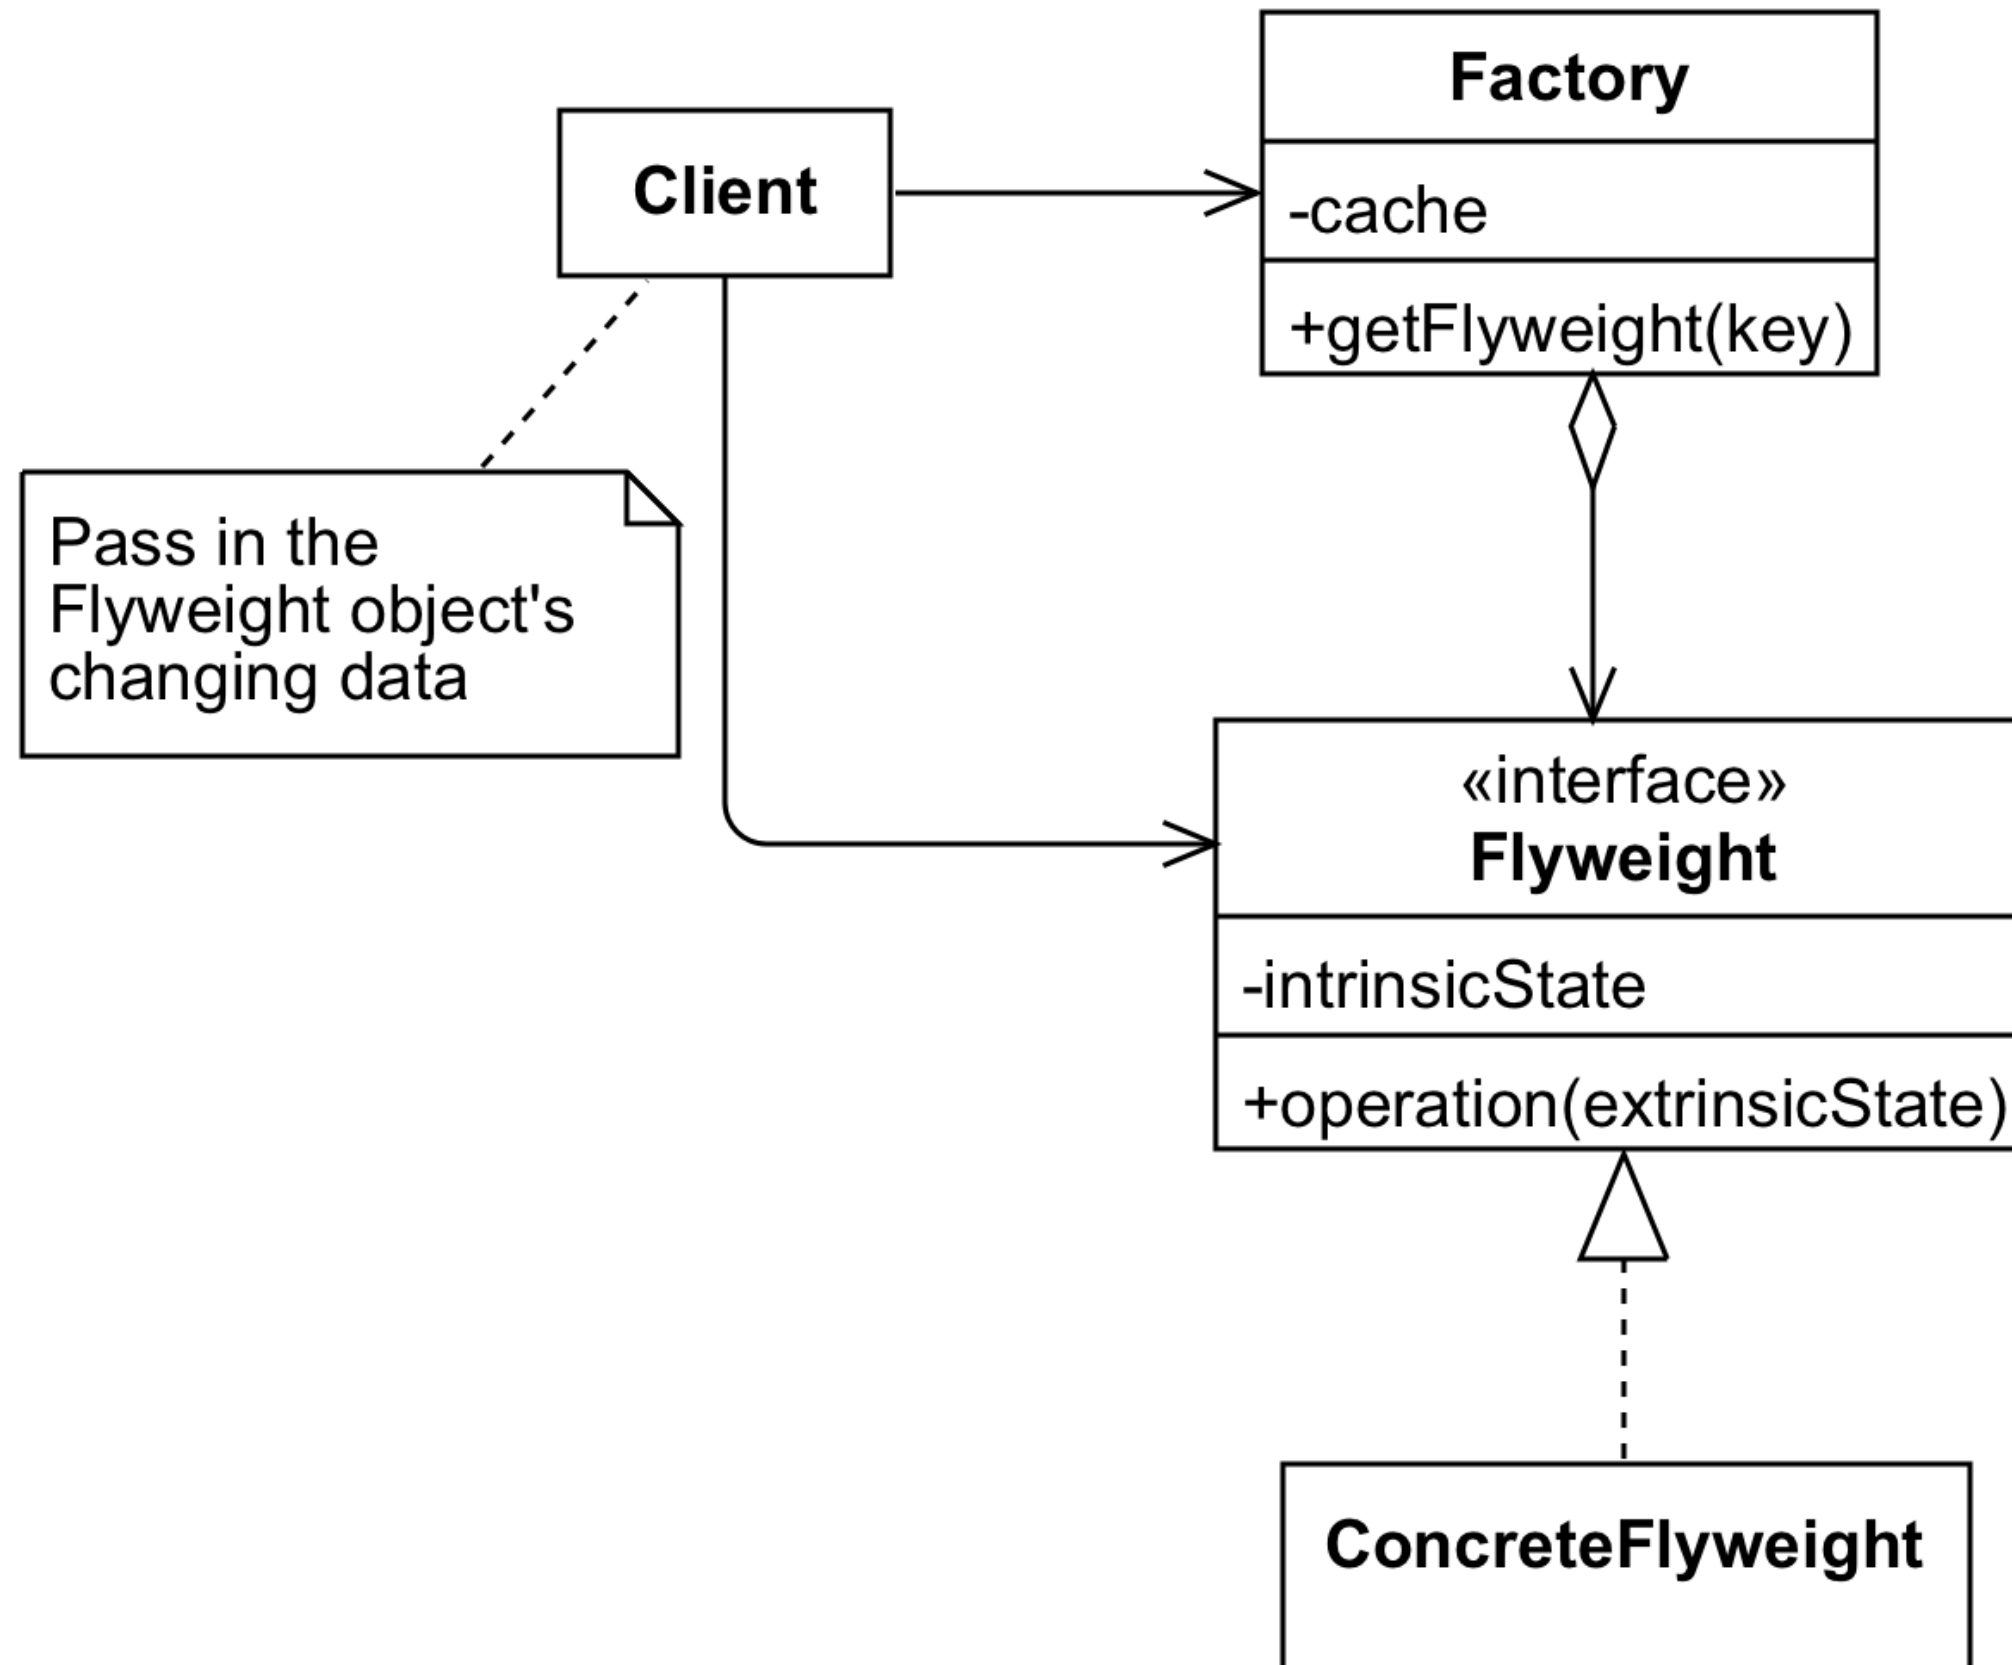 Factory
-cache
+getFlyweight(key)
Client
Pass in the
Flyweight object's
changing data
«interface»
Flyweight
-intrinsicState
+operation(extrinsicState)
ConcreteFlyweight